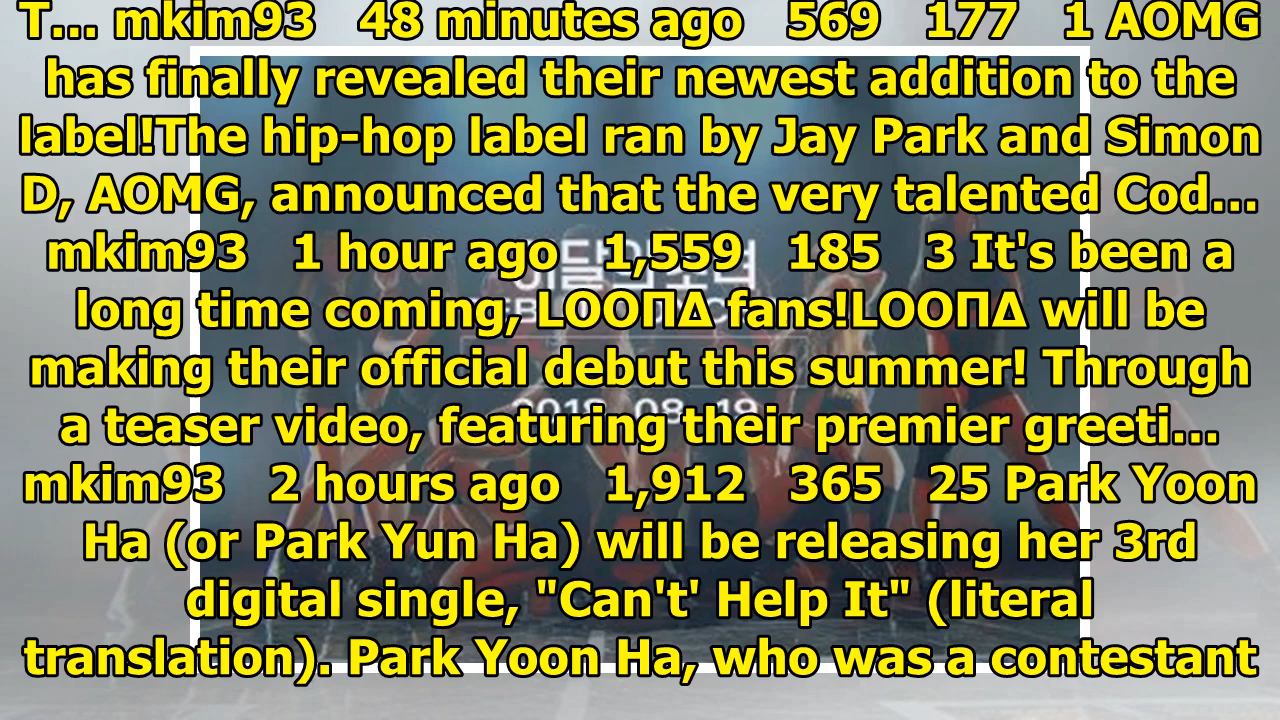 T... mkim93 48 minutes ago 569 177 1 AOMG
has finally revealed their newest addition to the
label!The hip-hop label ran by Jay Park and Simon
D, AOMG, announced that the very talented Cod...
mkim93 1 hour ago 1,559 185 3 It's been a
long time coming, LOOΠΔ fans!LOOΠΔ will be
making their official debut this summer! Through
a teaser video, featuring their premier greeti...
mkim93 2 hours ago 1,912 365 25 Park Yoon
Ha (or Park Yun Ha) will be releasing her 3rd
digital single, "Can't' Help It" (literal
translation). Park Yoon Ha, who was a contestant